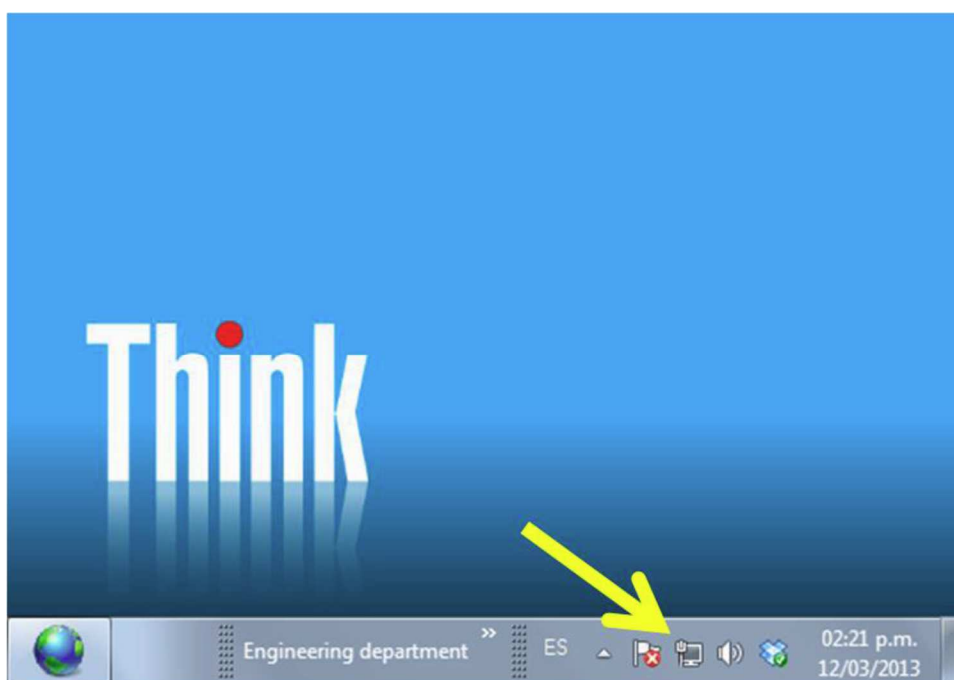 Think
Engineering department »
ES
02:21 p.m.
12/03/2013